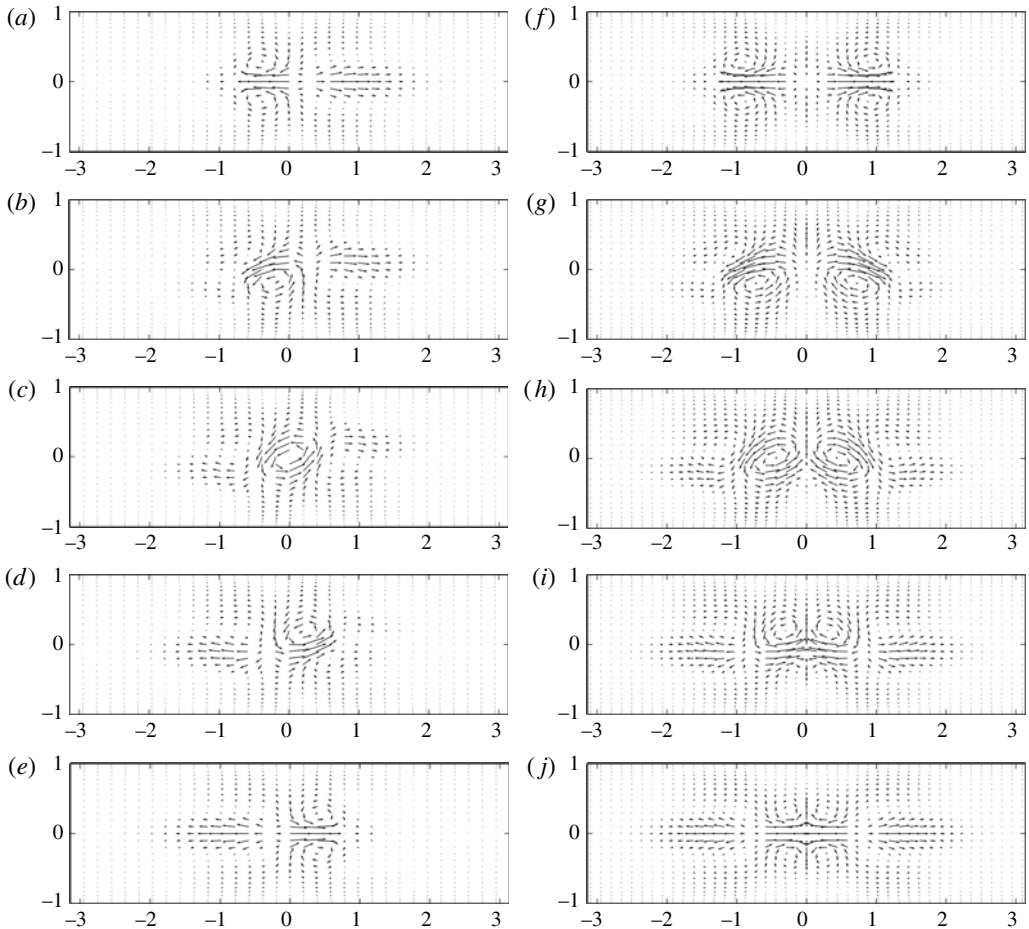 (a) 1 (f) 1
0 0
–1 –1
–3 –2 –1 0 1 2 3 –3 –2 –1 0 1 2 3
(b) 1 (g) 1
0 0
–1 –1
–3 –2 –1 0 1 2 3 –3 –2 –1 0 1 2 3
(c) 1 (h) 1
0 0
–1 –1
–3 –2 –1 0 1 2 3 –3 –2 –1 0 1 2 3
(d) 1 (i) 1
0 0
–1 –1
–3 –2 –1 0 1 2 3 –3 –2 –1 0 1 2 3
(e) 1 (j) 1
0 0
–1 –1
–3 –2 –1 0 1 2 3 –3 –2 –1 0 1 2 3